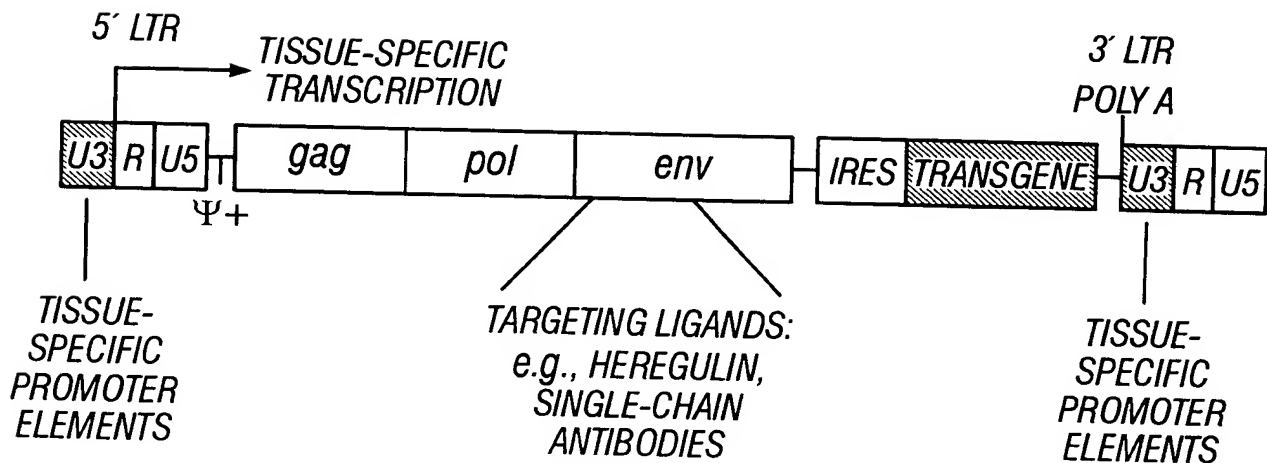 5´ LTR
TISSUE-SPECIFIC
TRANSCRIPTION
3´ LTR
POLY A
U3 R U5 gag pol env IRES TRANSGENE U3 R U5
Ψ+
TISSUE-
SPECIFIC
PROMOTER
ELEMENTS
TARGETING LIGANDS:
e.g., HEREGULIN,
SINGLE-CHAIN
ANTIBODIES
TISSUE-
SPECIFIC
PROMOTER
ELEMENTS